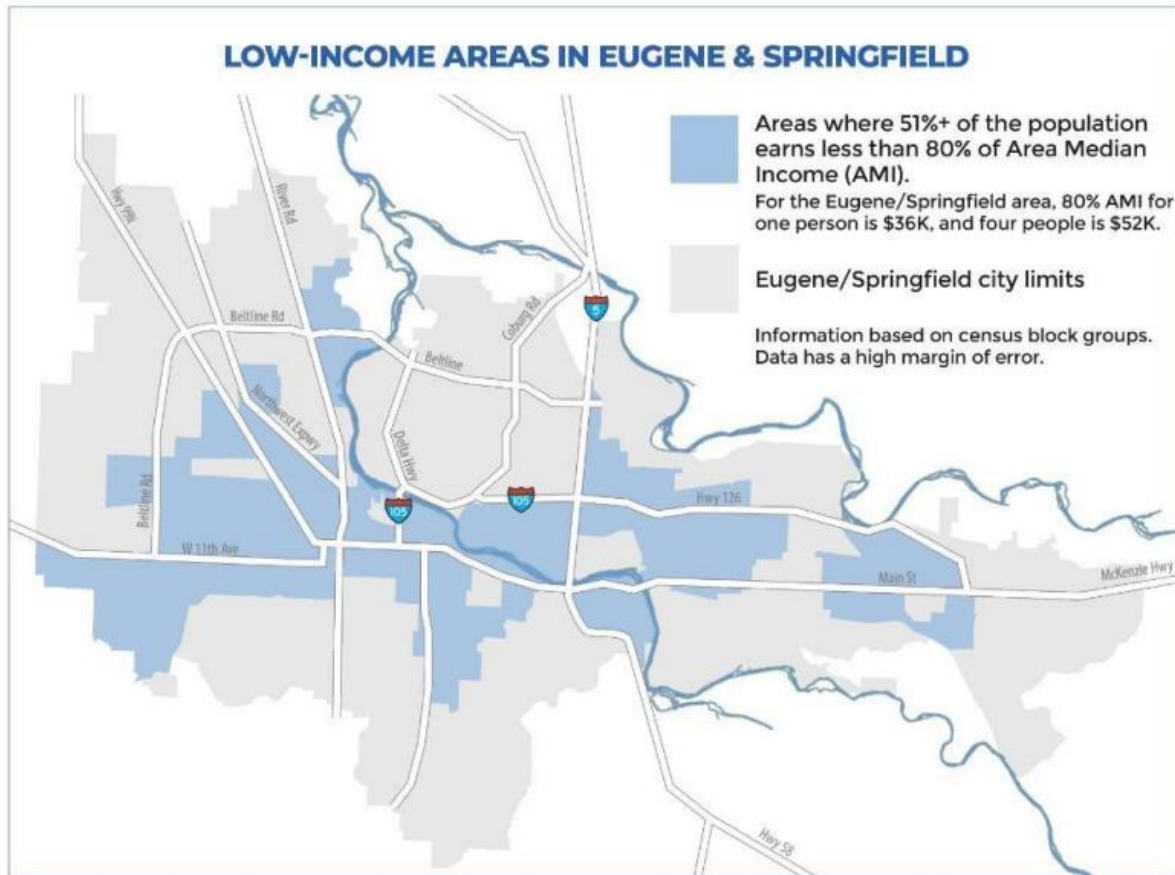 LOW-INCOME AREAS IN EUGENE & SPRINGFIELD
Areas where 51%+ of the population
earns less than 80% of Area Median
Income (AMI).
For the Eugene/Springfield area, 80% AMI for
one person is $36K, and four people is $52K.
Eugene/Springfield city limits
Information based on census block groups.
Data has a high margin of error.
Hwy 99N
River Rd
Beltline Rd
Coburg Rd
5
Beltline
Northwest Expwy
Delta Hwy
Beltline Rd
105
105
Hwy 126
W 11th Ave
Main St
McKenzie Hwy
Hwy 58